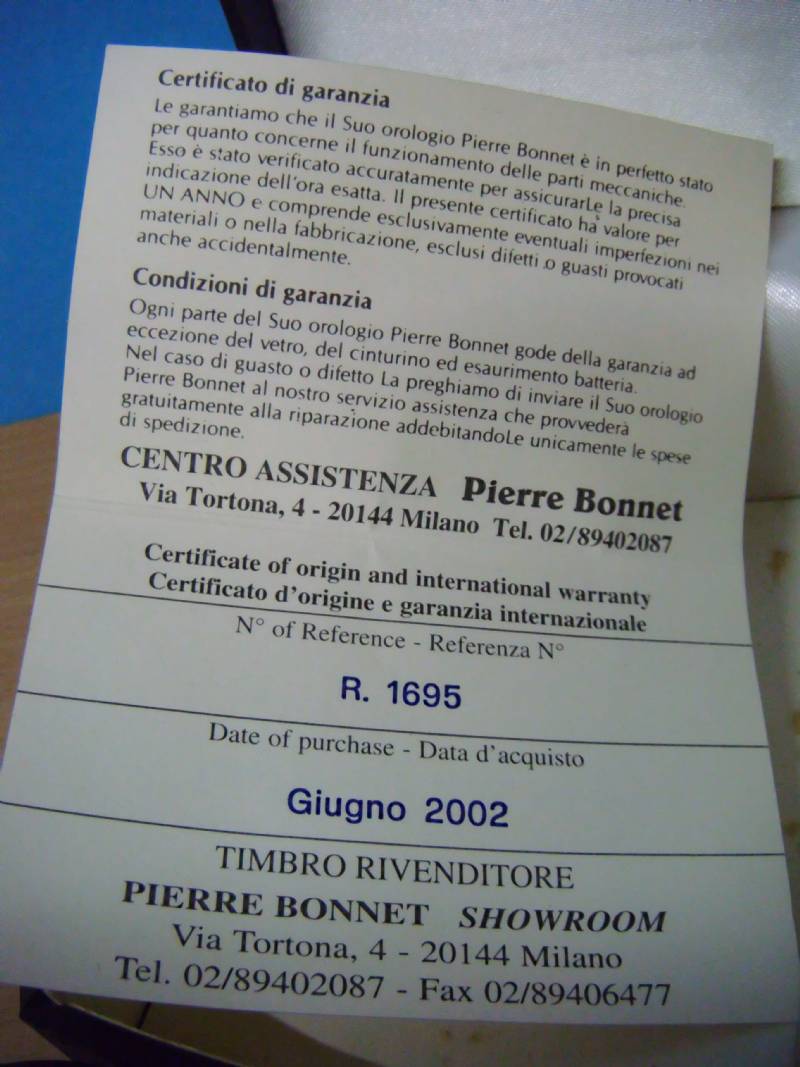 Certificato di garanzia
Le garantiamo che il Suo orologio Pierre Bonnet è in perfetto stato
per quanto concerne il funzionamento delle parti meccaniche.
Esso è stato verificato accuratamente per assicurarLe la precisa
indicazione dell'ora esatta. Il presente certificato ha valore per
UN ANNO e comprende esclusivamente eventuali imperfezioni nei
materiali o nella fabbricazione, esclusi difetti o guasti provocati
anche accidentalmente.
Condizioni di garanzia
Ogni parte del Suo orologio Pierre Bonnet gode della garanzia ad
eccezione del vetro, del cinturino ed esaurimento batteria.
Nel caso di guasto o difetto La preghiamo di inviare il Suo orologio
Pierre Bonnet al nostro servizio assistenza che provvederà
gratuitamente alla riparazione addebitandoLe unicamente le spese
di spedizione.
CENTRO ASSISTENZA Pierre Bonnet
Via Tortona, 4 - 20144 Milano Tel. 02/89402087
Certificate of origin and international warranty
Certificato d'origine e garanzia internazionale
N° of Reference - Referenza N°
R. 1695
Date of purchase - Data d'acquisto
Giugno 2002
TIMBRO RIVENDITORE
PIERRE BONNET SHOWROOM
Via Tortona, 4 - 20144 Milano
Tel. 02/89402087 - Fax 02/89406477